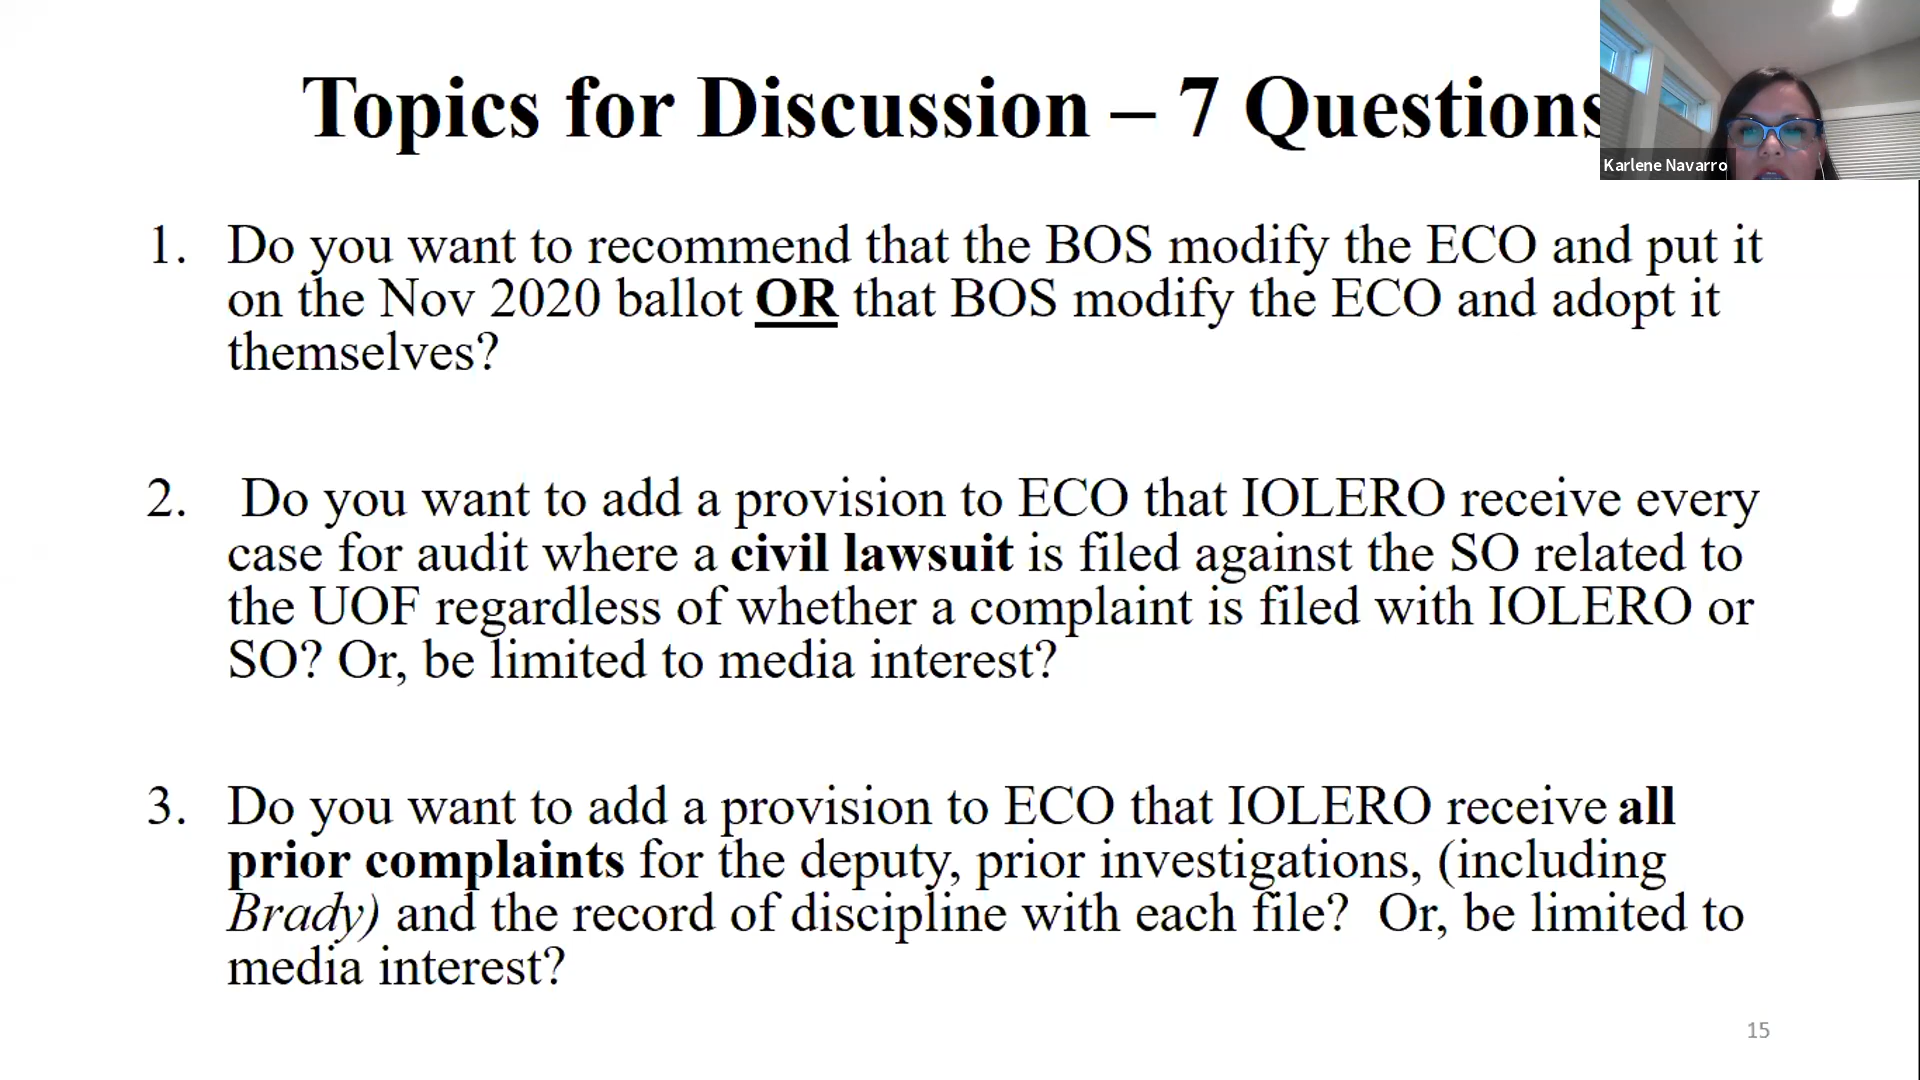 Topics for Discussion – 7 Questions
Karlene Navarro
1. Do you want to recommend that the BOS modify the ECO and put it
on the Nov 2020 ballot OR that BOS modify the ECO and adopt it
themselves?
2. Do you want to add a provision to ECO that IOLERO receive every
case for audit where a civil lawsuit is filed against the SO related to
the UOF regardless of whether a complaint is filed with IOLERO or
SO? Or, be limited to media interest?
3. Do you want to add a provision to ECO that IOLERO receive all
prior complaints for the deputy, prior investigations, (including
Brady) and the record of discipline with each file? Or, be limited to
media interest?
15